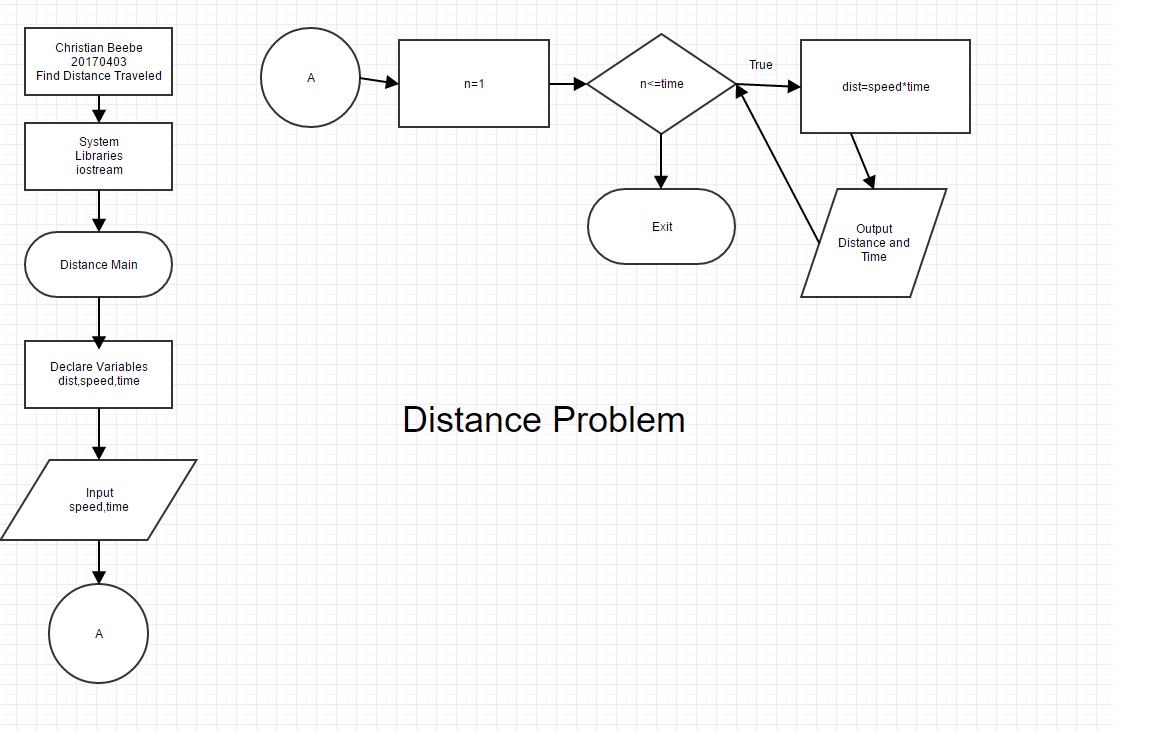 Christian Beebe
20170403
Find Distance Traveled
System
Libraries
iostream
Distance Main
Declare Variables
dist,speed,time
Input
speed,time
A
A
n=1
n<=time
True
dist=speed*time
Exit
Output
Distance and
Time
Distance Problem